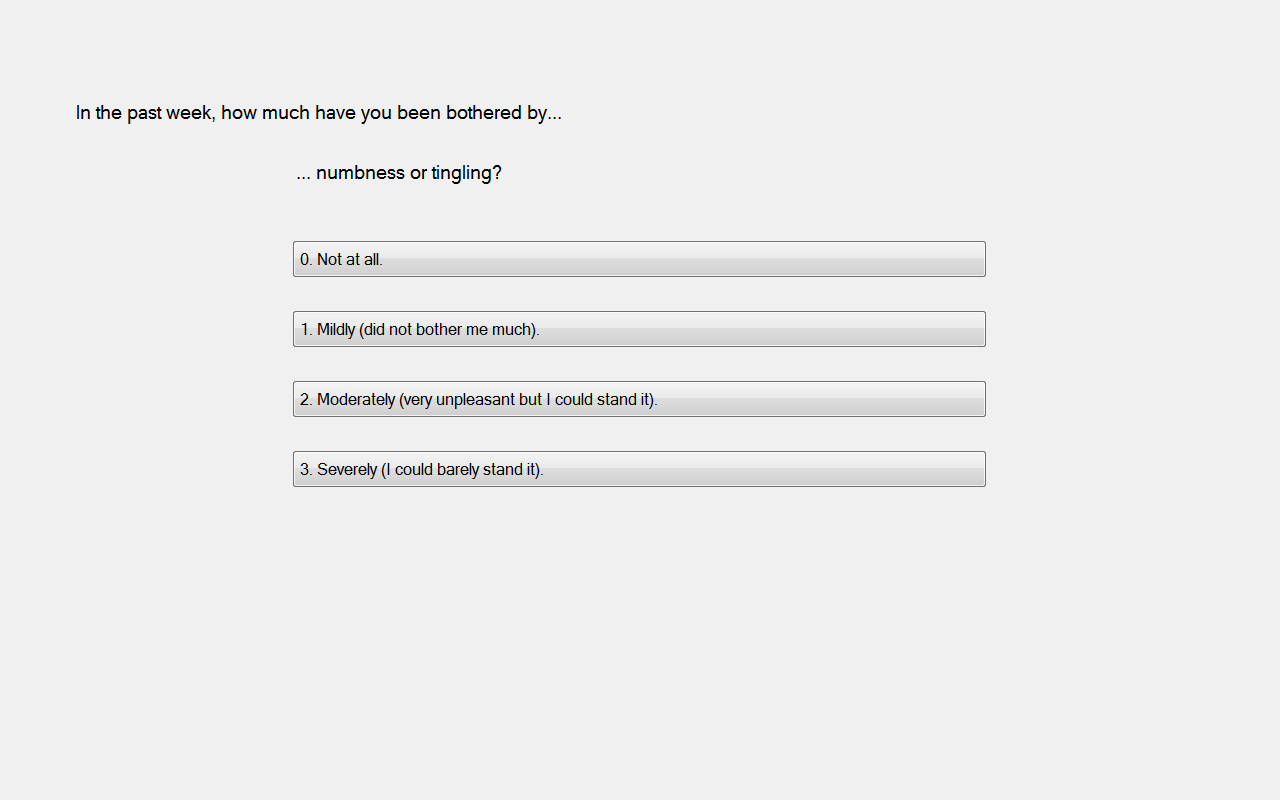 In the past week, how much have you been bothered by...
... numbness or tingling?
0. Not at all.
1. Mildly (did not bother me much).
2. Moderately (very unpleasant but I could stand it).
3. Severely (I could barely stand it).